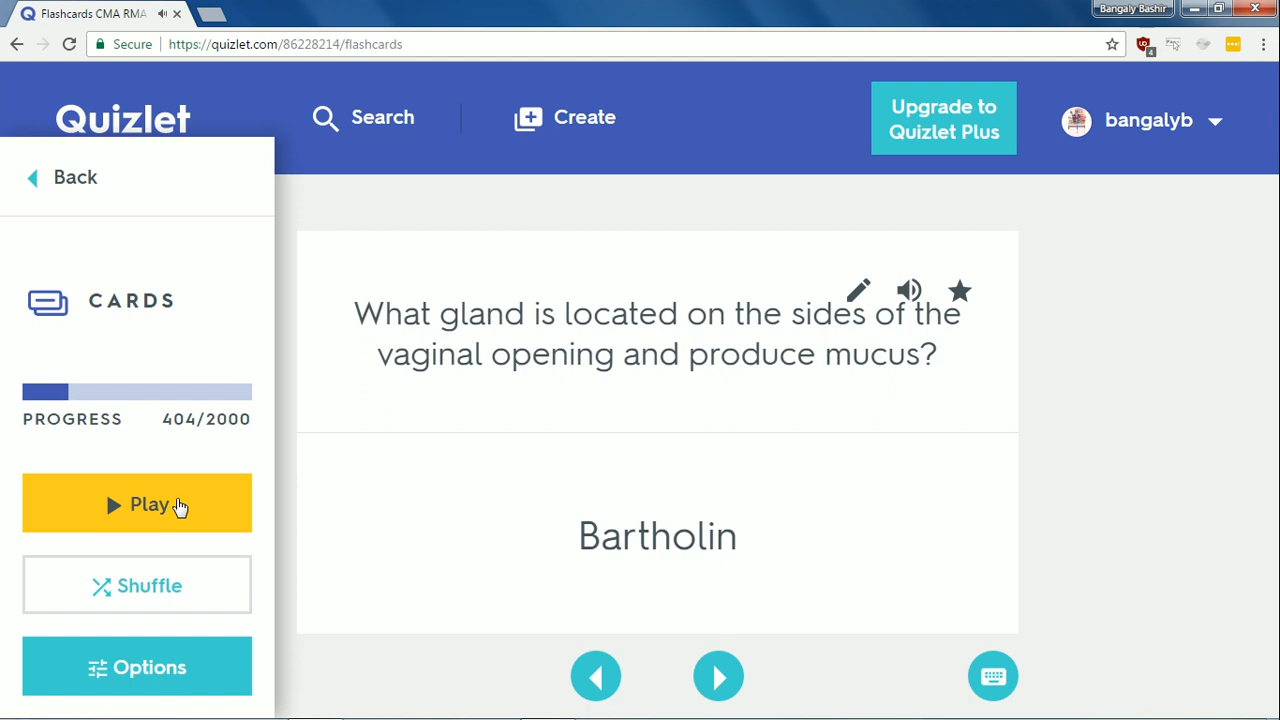 Flashcards CMA RMA
Bangaly Bashir
Secure
https://quizlet.com/86228214/flashcards
4
Quizlet
Search
Create
Upgrade to
Quizlet Plus
bangalyb
Back
CARDS
PROGRESS 404/2000
Play
Shuffle
Options
What gland is located on the sides of the
vaginal opening and produce mucus?
Bartholin